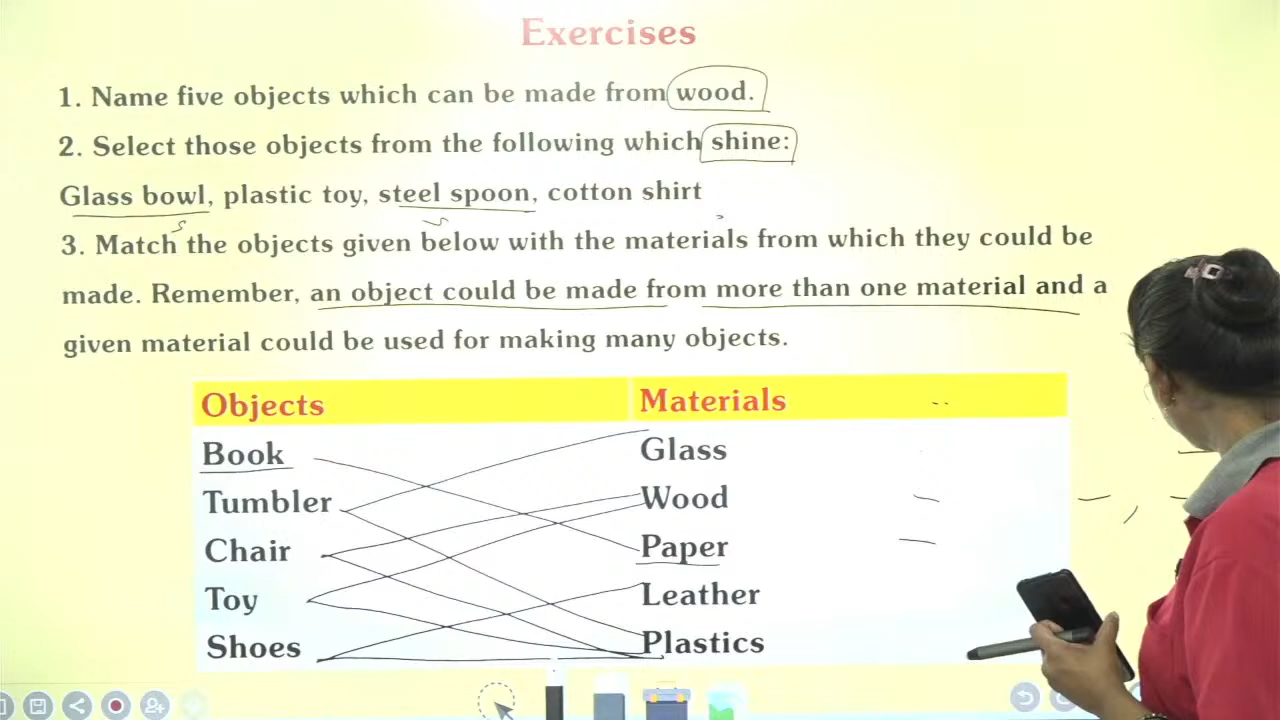 Exercises
1. Name five objects which can be made from wood.
2. Select those objects from the following which shine:
Glass bowl, plastic toy, steel spoon, cotton shirt
3. Match the objects given below with the materials from which they could be
made. Remember, an object could be made from more than one material and a
given material could be used for making many objects.
Objects Materials
Book Glass
Tumbler Wood
Chair Paper
Toy Leather
Shoes Plastics